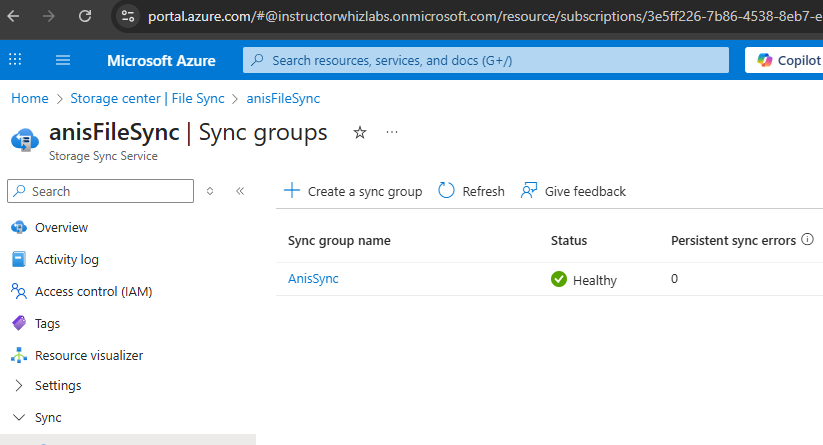 portal.azure.com/#@instructorwhizlabs.onmicrosoft.com/resource/subscriptions/3e5ff226-7b86-4538-8eb7-e
Microsoft Azure
Search resources, services, and docs (G+/)
Copilot
Home > Storage center | File Sync > anisFileSync
anisFileSync | Sync groups
Storage Sync Service
Search
Create a sync group
Refresh
Give feedback
Overview
Activity log
Access control (IAM)
Tags
Resource visualizer
Settings
Sync
Sync group name Status Persistent sync errors
AnisSync Healthy 0